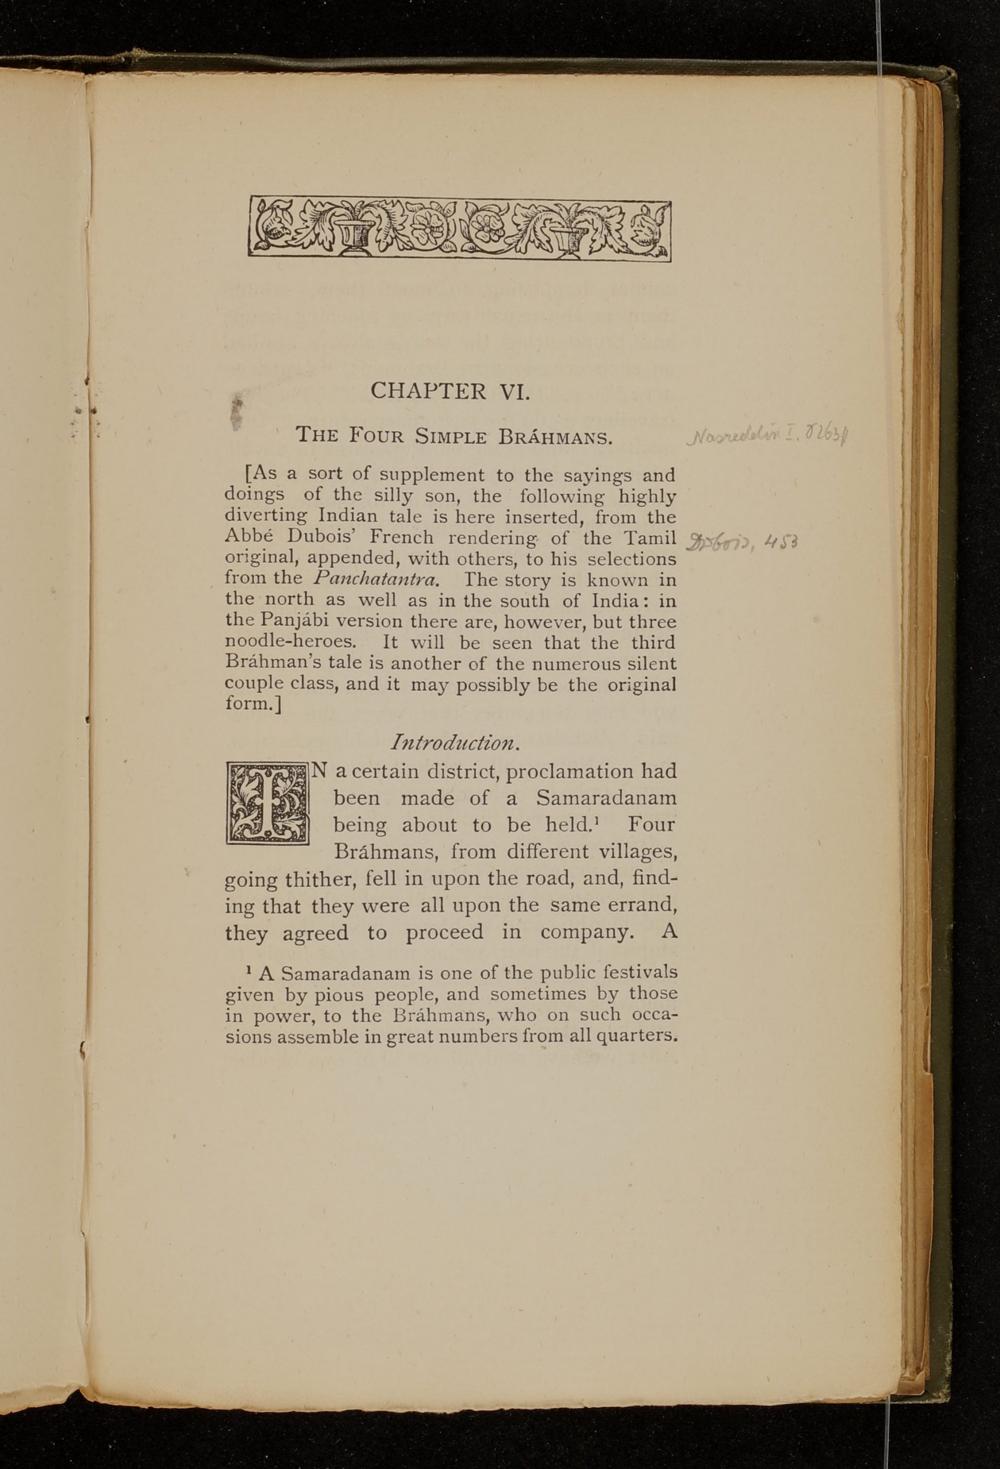 CHAPTER VI.
THE FOUR SIMPLE BRÁHMANS.
Nasreddin I,
[As a sort of supplement to the sayings and
doings of the silly son, the following highly
diverting Indian tale is here inserted, from the
Abbé Dubois' French rendering of the Tamil
Dubois, 453
original, appended, with others, to his selections
from the Panchatantra. The story is known in
the north as well as in the south of India: in
the Panjábi version there are, however, but three
noodle-heroes. It will be seen that the third
Bráhman's tale is another of the numerous silent
couple class, and it may possibly be the original
form.]
Introduction.
IN a certain district, proclamation had
been made of a Samaradanam
being about to be held.¹ Four
Bráhmans, from different villages,
going thither, fell in upon the road, and, find-
ing that they were all upon the same errand,
they agreed to proceed in company. A
¹ A Samaradanam is one of the public festivals
given by pious people, and sometimes by those
in power, to the Bráhmans, who on such occa-
sions assemble in great numbers from all quarters.